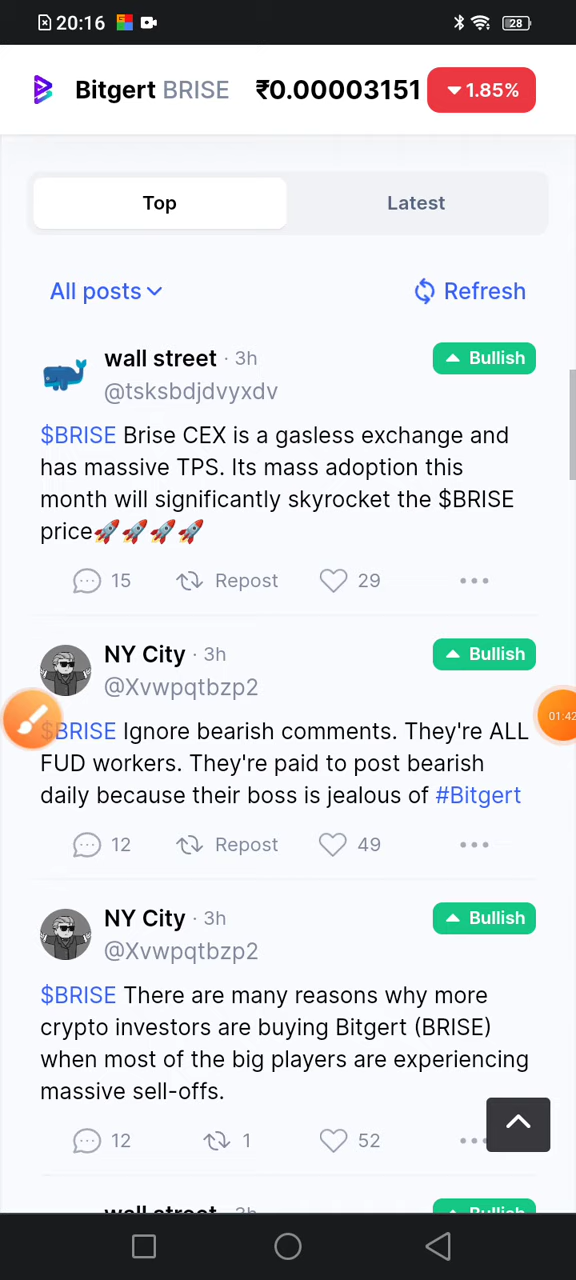 20:16
28
Bitgert BRISE ₹0.00003151 1.85%
Top Latest
All posts Refresh
wall street · 3h Bullish
@tsksbdjdvyxdv
$BRISE Brise CEX is a gasless exchange and
has massive TPS. Its mass adoption this
month will significantly skyrocket the $BRISE
price🚀🚀🚀🚀
15 Repost 29
NY City · 3h Bullish
@Xvwpqtbzp2
$BRISE Ignore bearish comments. They're ALL
FUD workers. They're paid to post bearish
daily because their boss is jealous of #Bitgert
01:42
12 Repost 49
NY City · 3h Bullish
@Xvwpqtbzp2
$BRISE There are many reasons why more
crypto investors are buying Bitgert (BRISE)
when most of the big players are experiencing
massive sell-offs.
12 1 52
wall street · 3h Bullish